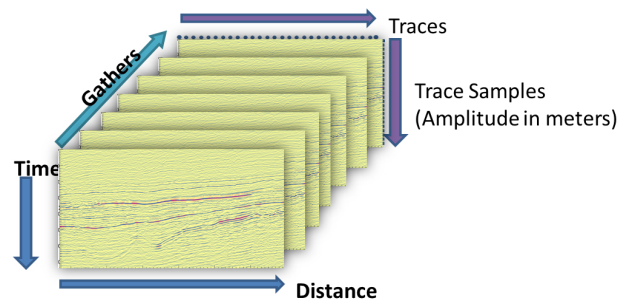 Traces
Gathers
Trace Samples
(Amplitude in meters)
Time
Distance